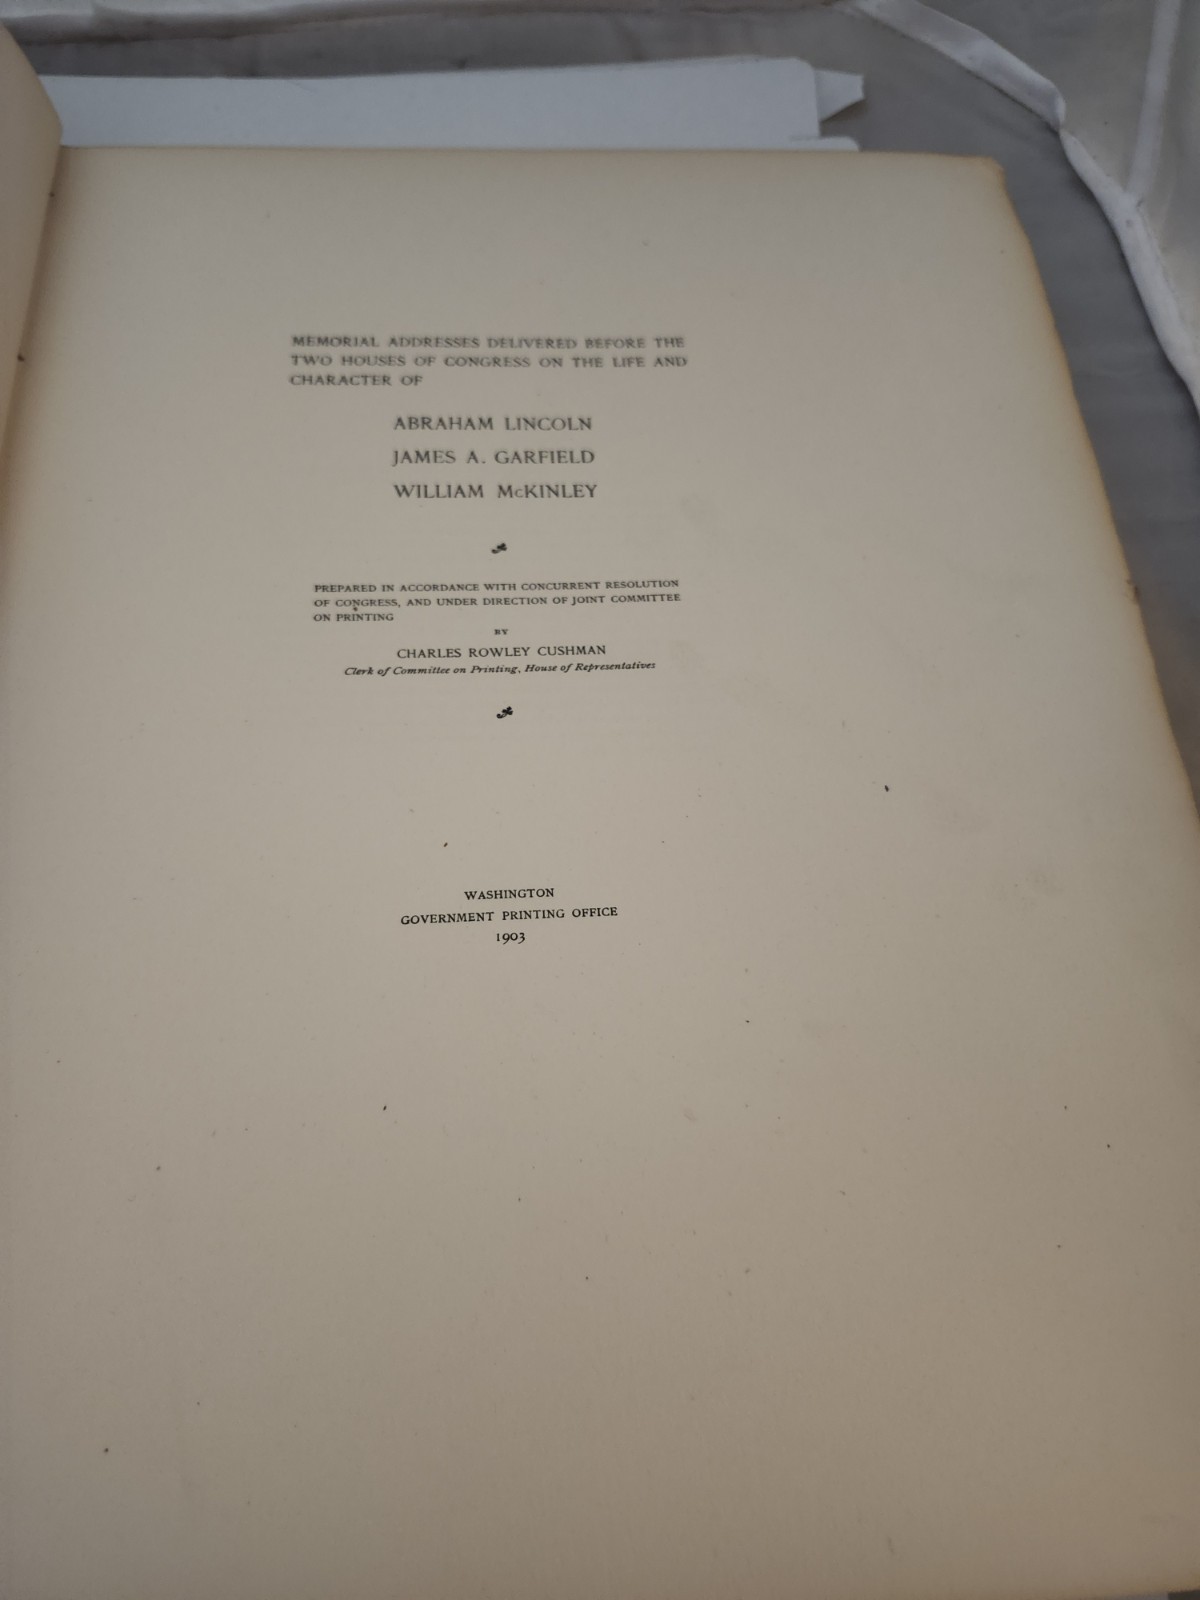 MEMORIAL ADDRESSES DELIVERED BEFORE THE
TWO HOUSES OF CONGRESS ON THE LIFE AND
CHARACTER OF
ABRAHAM LINCOLN
JAMES A. GARFIELD
WILLIAM McKINLEY
PREPARED IN ACCORDANCE WITH CONCURRENT RESOLUTION
OF CONGRESS, AND UNDER DIRECTION OF JOINT COMMITTEE
ON PRINTING
BY
CHARLES ROWLEY CUSHMAN
Clerk of Committee on Printing, House of Representatives
WASHINGTON
GOVERNMENT PRINTING OFFICE
1903